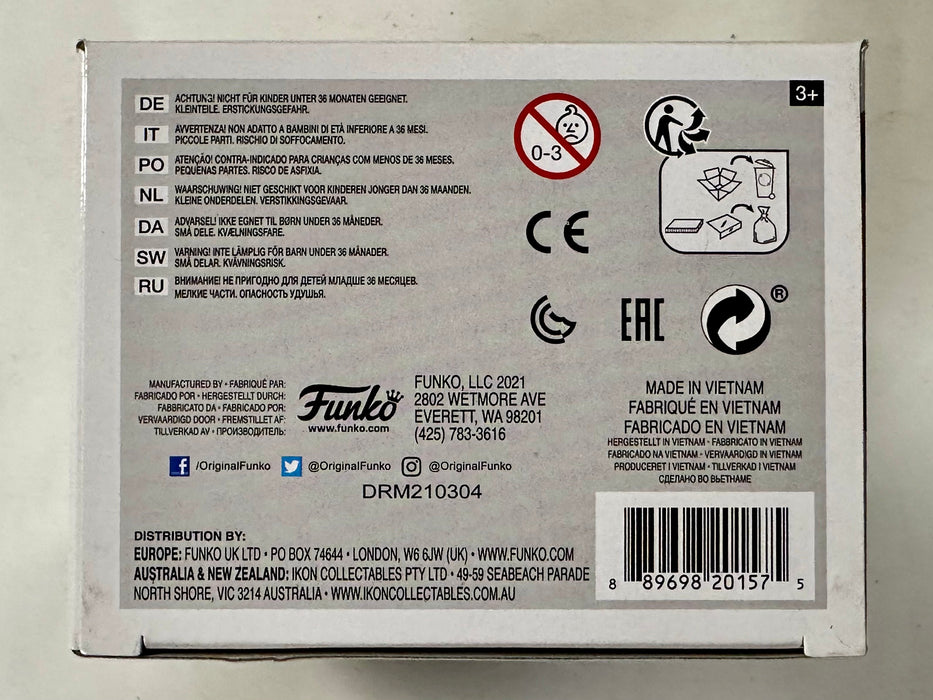 3+
DE ACHTUNG! NICHT FÜR KINDER UNTER 36 MONATEN GEEIGNET.
KLEINTEILE. ERSTICKUNGSGEFAHR.
IT AVVERTENZA! NON ADATTO A BAMBINI DI ETÀ INFERIORE A 36 MESI.
PICCOLE PARTI. RISCHIO DI SOFFOCAMENTO.
PO ATENÇÃO! CONTRA-INDICADO PARA CRIANÇAS COM MENOS DE 36 MESES.
PEQUENAS PARTES. RISCO DE ASFIXIA.
NL WAARSCHUWING! NIET GESCHIKT VOOR KINDEREN JONGER DAN 36 MAANDEN.
KLEINE ONDERDELEN. VERSTIKKINGSGEVAAR.
DA ADVARSEL! IKKE EGNET TIL BØRN UNDER 36 MÅNEDER.
SMÅ DELE. KVÆLNINGSFARE.
SW VARNING! INTE LÄMPLIG FÖR BARN UNDER 36 MÅNADER.
SMÅ DELAR. KVÄVNINGSRISK.
RU ВНИМАНИЕ! НЕ ПРИГОДНО ДЛЯ ДЕТЕЙ МЛАДШЕ 36 МЕСЯЦЕВ.
МЕЛКИЕ ЧАСТИ. ОПАСНОСТЬ УДУШЬЯ.
0-3
CE
EAC
®
MANUFACTURED BY • FABRIQUÉ PAR:
FABRICADO POR • HERGESTELLT DURCH:
FABBRICATO DA • FABRICADO POR:
VERVAARDIGD DOOR • FREMSTILLET AF:
TILLVERKAD AV • ПРОИЗВОДИТЕЛЬ:
Funko
www.funko.com
FUNKO, LLC 2021
2802 WETMORE AVE
EVERETT, WA 98201
(425) 783-3616
/OriginalFunko @OriginalFunko @OriginalFunko
DRM210304
MADE IN VIETNAM
FABRIQUÉ EN VIETNAM
FABRICADO EN VIETNAM
HERGESTELLT IN VIETNAM • FABBRICATO IN VIETNAM
FABRICADO NA VIETNAM • VERVAARDIGD IN VIETNAM
PRODUCERET I VIETNAM • TILLVERKAD I VIETNAM
СДЕЛАНО ВО ВЬЕТНАМЕ
DISTRIBUTION BY:
EUROPE: FUNKO UK LTD • PO BOX 74644 • LONDON, W6 6JW (UK) • WWW.FUNKO.COM
AUSTRALIA & NEW ZEALAND: IKON COLLECTABLES PTY LTD • 49-59 SEABEACH PARADE
NORTH SHORE, VIC 3214 AUSTRALIA • WWW.IKONCOLLECTABLES.COM.AU
8 89698 20157 5